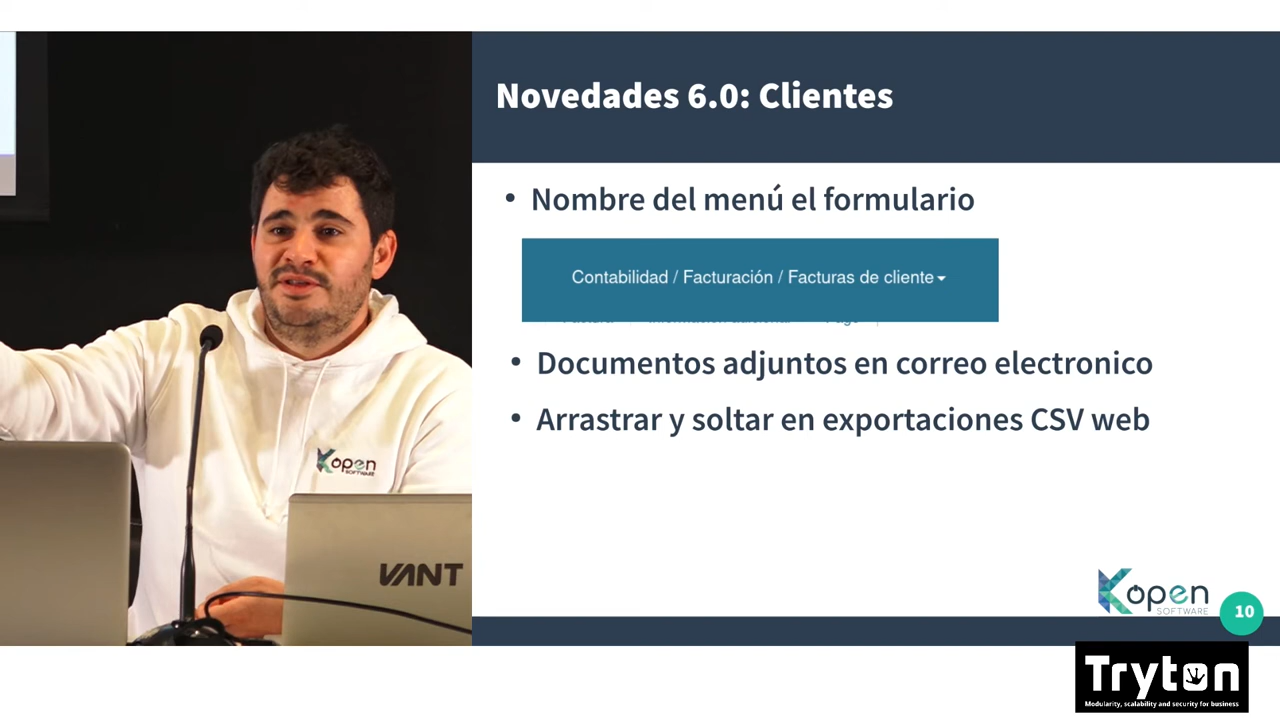 Novedades 6.0: Clientes
Nombre del menú el formulario
Contabilidad / Facturación / Facturas de cliente
Documentos adjuntos en correo electronico
Arrastrar y soltar en exportaciones CSV web
Kopen
SOFTWARE
VANT
Kopen
SOFTWARE
10
Tryton
Modularity, scalability and security for business